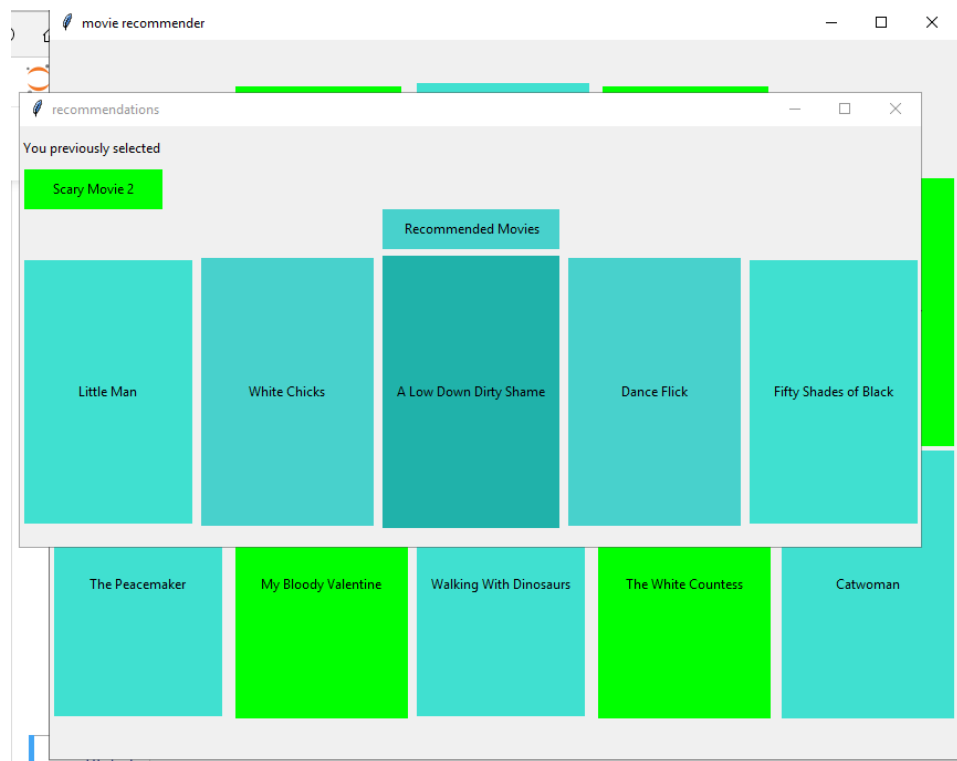 movie recommender
recommendations
You previously selected
Scary Movie 2
Recommended Movies
Little Man
White Chicks
A Low Down Dirty Shame
Dance Flick
Fifty Shades of Black
The Peacemaker
My Bloody Valentine
Walking With Dinosaurs
The White Countess
Catwoman